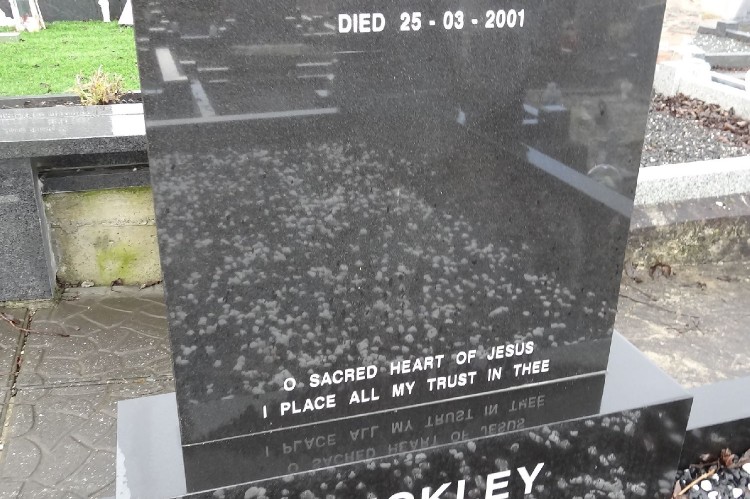 DIED 25 - 03 - 2001
O SACRED HEART OF JESUS
I PLACE ALL MY TRUST IN THEE